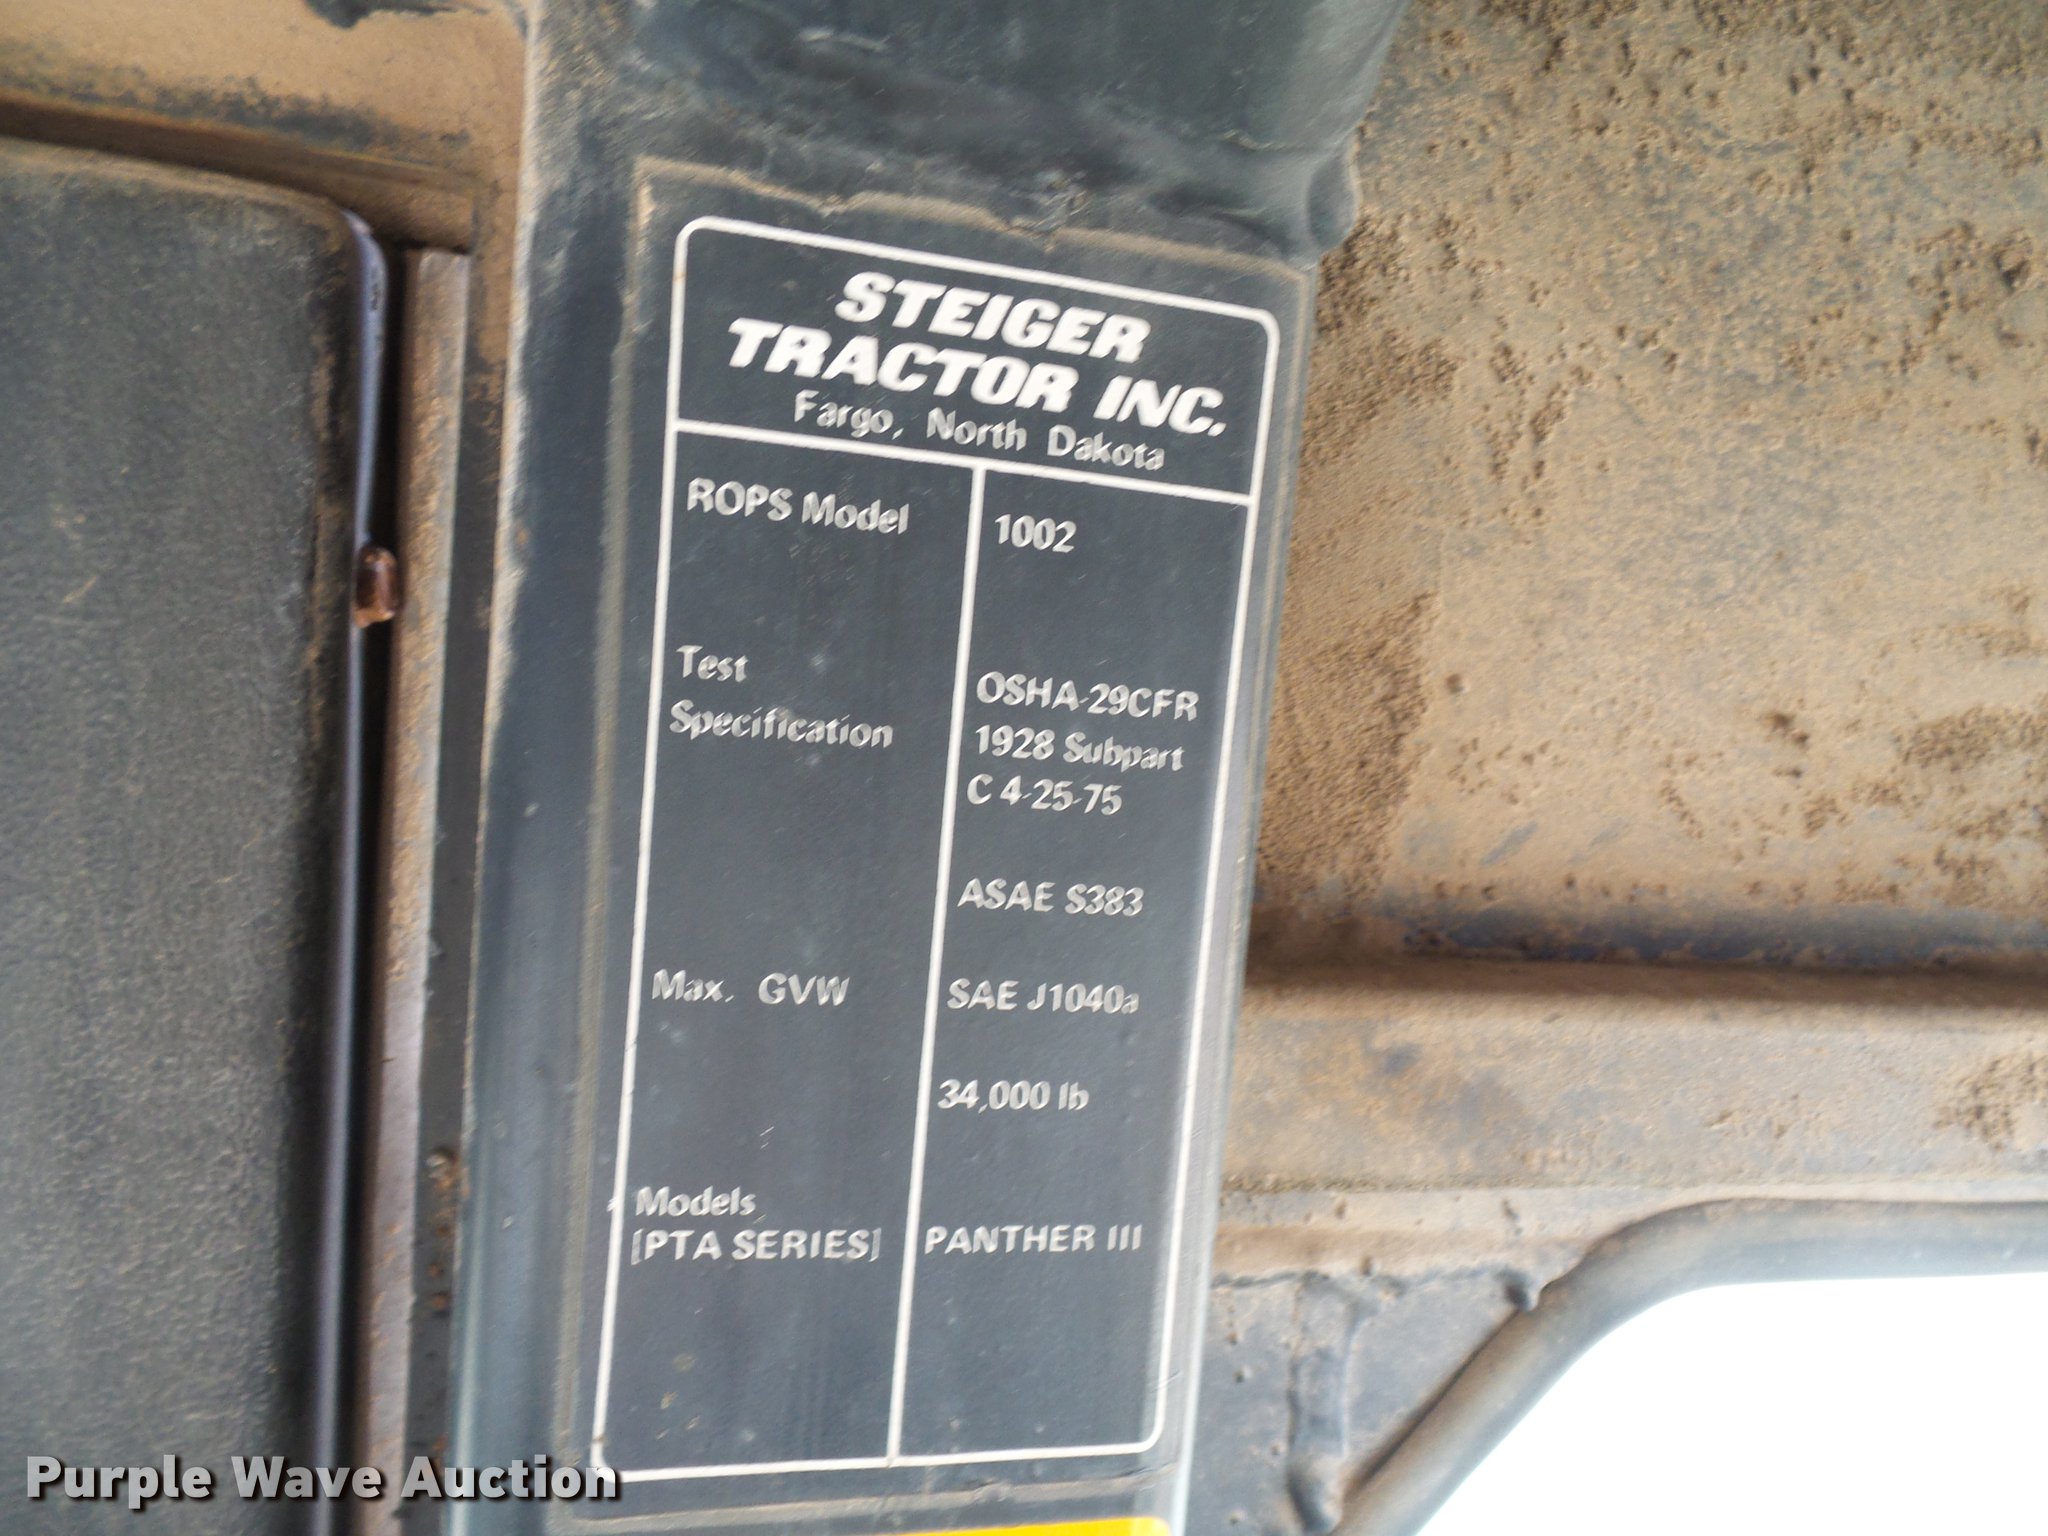 STEIGER
TRACTOR INC.
Fargo, North Dakota
ROPS Model 1002
Test
Specification
OSHA-29CFR
1928 Subpart
C 4-25-75
ASAE S383
Max. GVW SAE J1040a
34,000 lb
Models
[PTA SERIES] PANTHER III
Purple Wave Auction